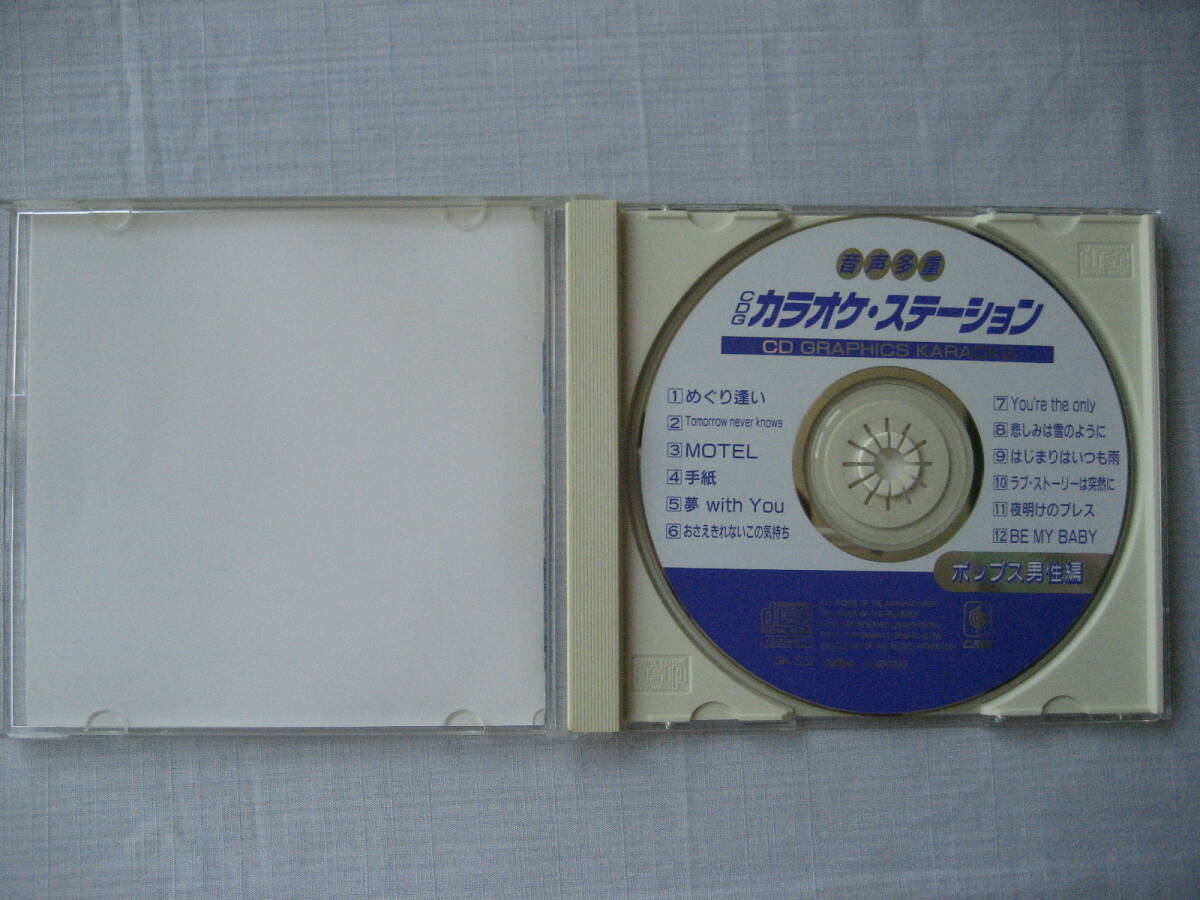 音声多重
CDG カラオケ・ステーション
CD GRAPHICS KARAOKE
1 めぐり逢い
2 Tomorrow never knows
3 MOTEL
4 手紙
5 夢 with You
6 おさえきれないこの気持ち
7 You're the only
8 悲しみは雪のように
9 はじまりはいつも雨
10 ラブ・ストーリーは突然に
11 夜明けのブレス
12 BE MY BABY
ポップス男性編
disc
disc